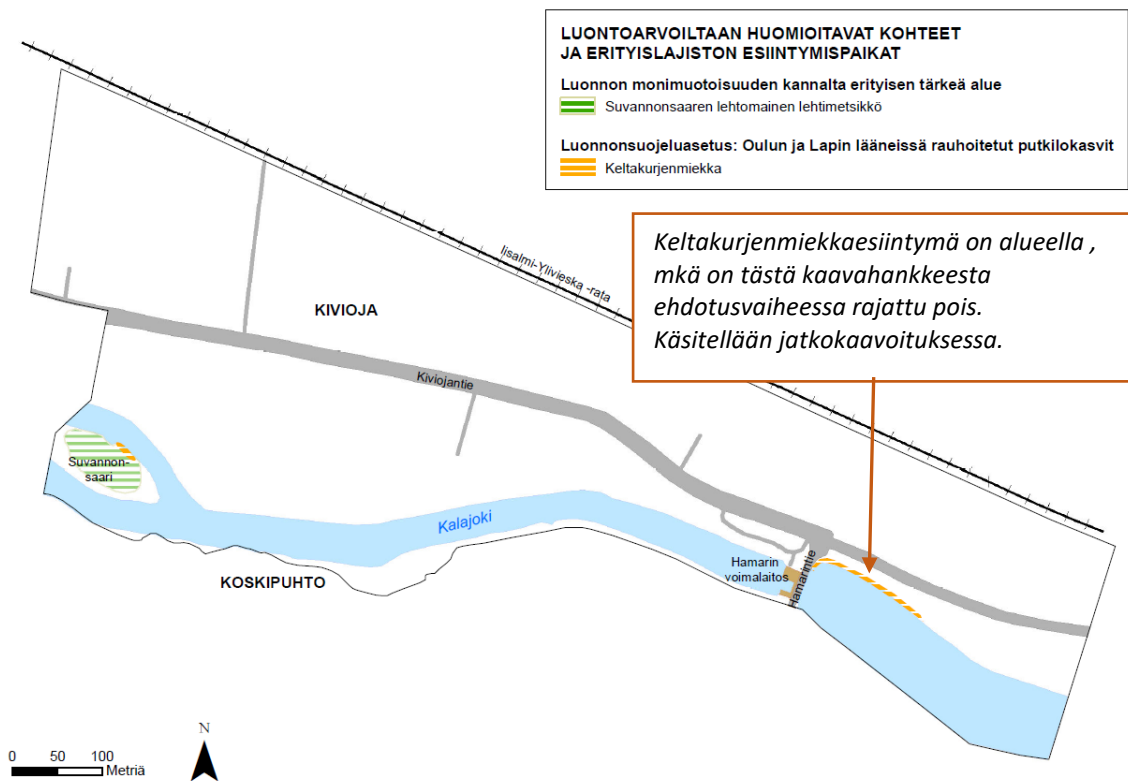 LUONTOARVOILTAAN HUOMIOITAVAT KOHTEET
JA ERITYISLAJISTON ESIINTYMISPAIKAT
Luonnon monimuotoisuuden kannalta erityisen tärkeä alue
Suvannonsaaren lehtomainen lehtimetsikkö
Luonnonsuojeluasetus: Oulun ja Lapin lääneissä rauhoitetut putkilokasvit
Keltakurjenmiekka
Keltakurjenmiekkaesiintymä on alueella ,
mkä on tästä kaavahankkeesta
ehdotusvaiheessa rajattu pois.
Käsitellään jatkokaavoituksessa.
Iisalmi-Ylivieska -rata
KIVIOJA
Kiviojantie
Suvannon-
saari
Kalajoki
KOSKIPUHTO
Hamarin
voimalaitos
Hamarintie
N
0 50 100
Metriä